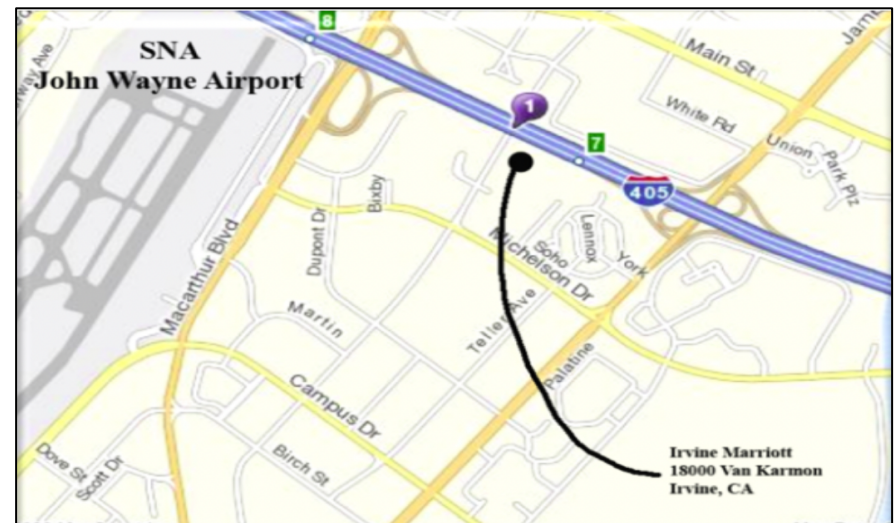 8
SNA
John Wayne Airport
Main St
White Rd
Union
Park Plz
1
7
405
Macarthur Blvd
Dupont Dr
Bixby
Michelson Dr
Soho
Lennox
York
Martin
Teller Ave
Palatine
Campus Dr
Birch St
Dove St
Scott Dr
Irvine Marriott
18000 Van Karmon
Irvine, CA